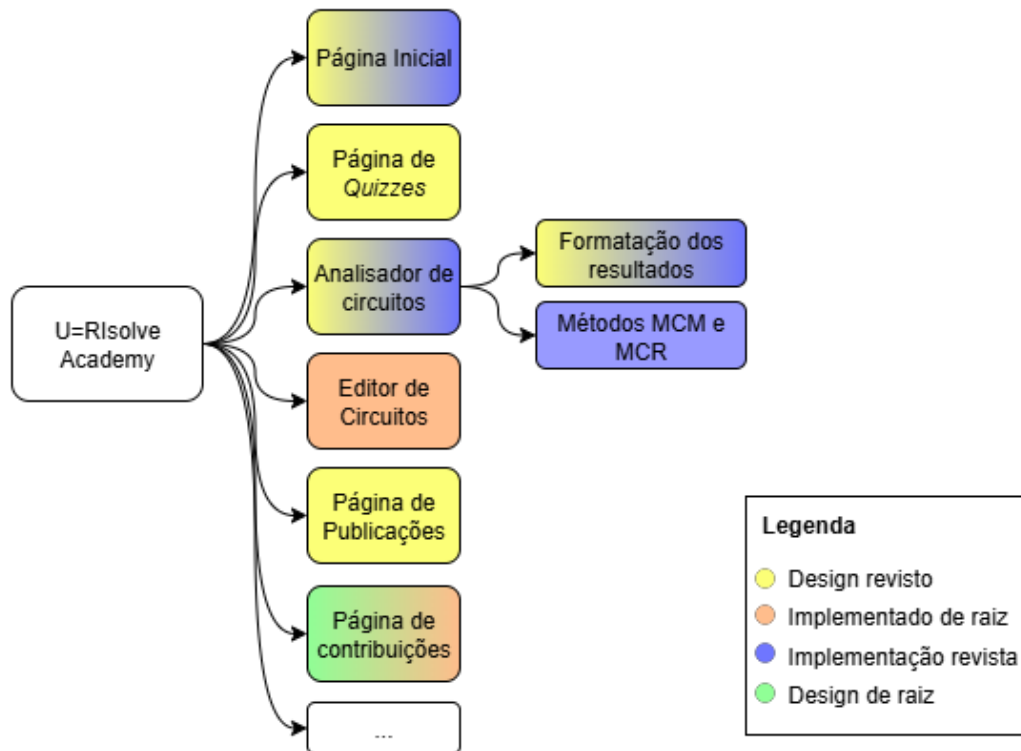 Página Inicial
Página de
Quizzes
Analisador de
circuitos
Formatação dos
resultados
Métodos MCM e
MCR
U=RIsolve
Academy
Editor de
Circuitos
Página de
Publicações
Página de
contribuições
...
Legenda
Design revisto
Implementado de raiz
Implementação revista
Design de raiz